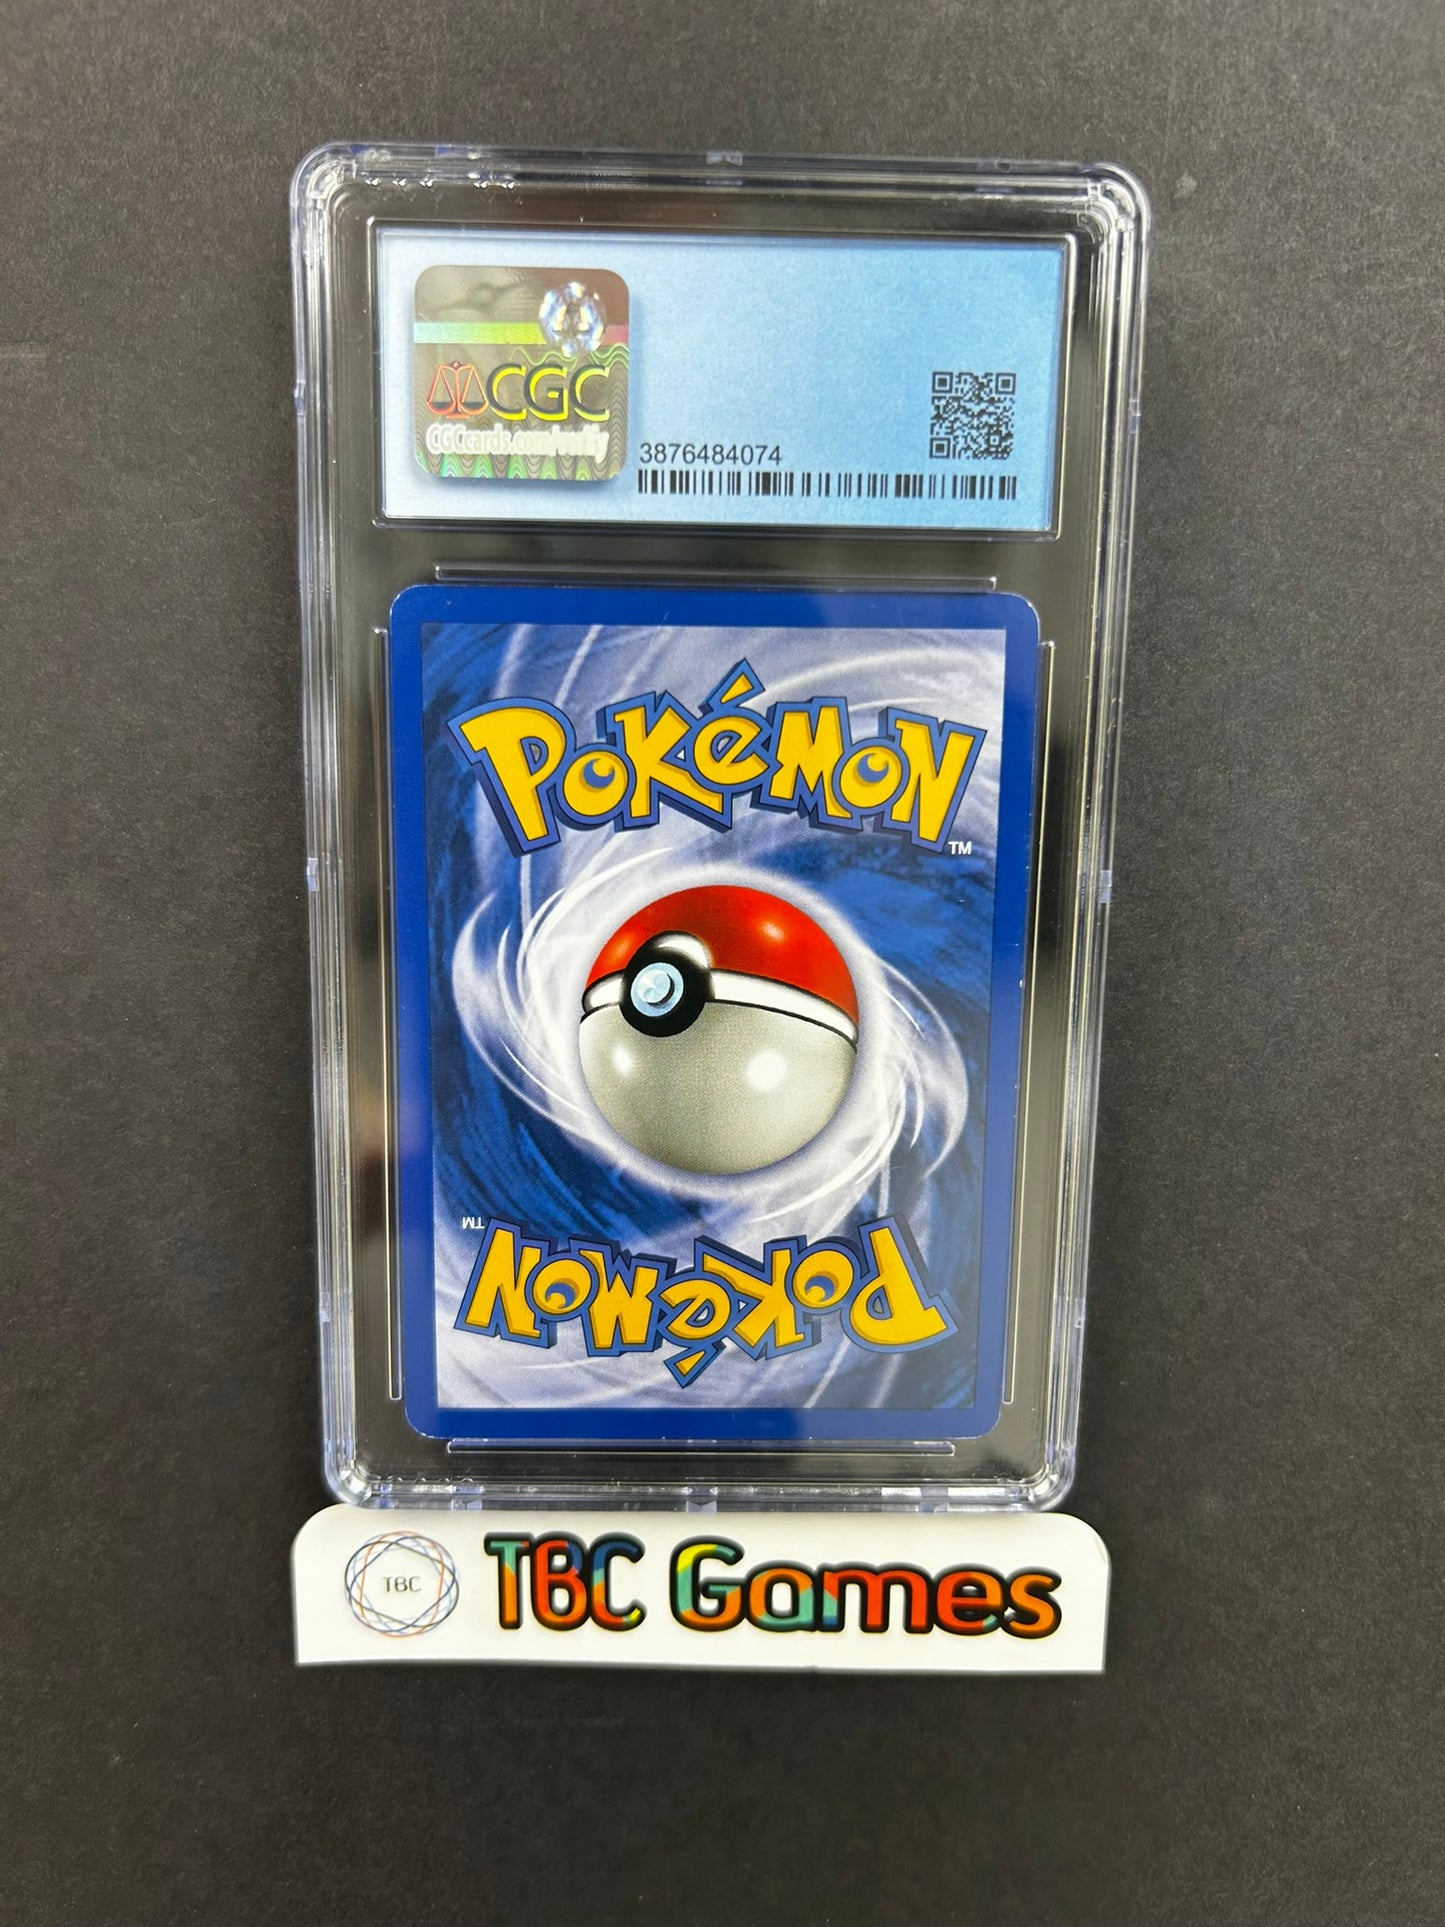 CGC
CGCcards.com/verify
3876484074
POKéMON
TM
TM
POKéMON
TBC
TBC Games